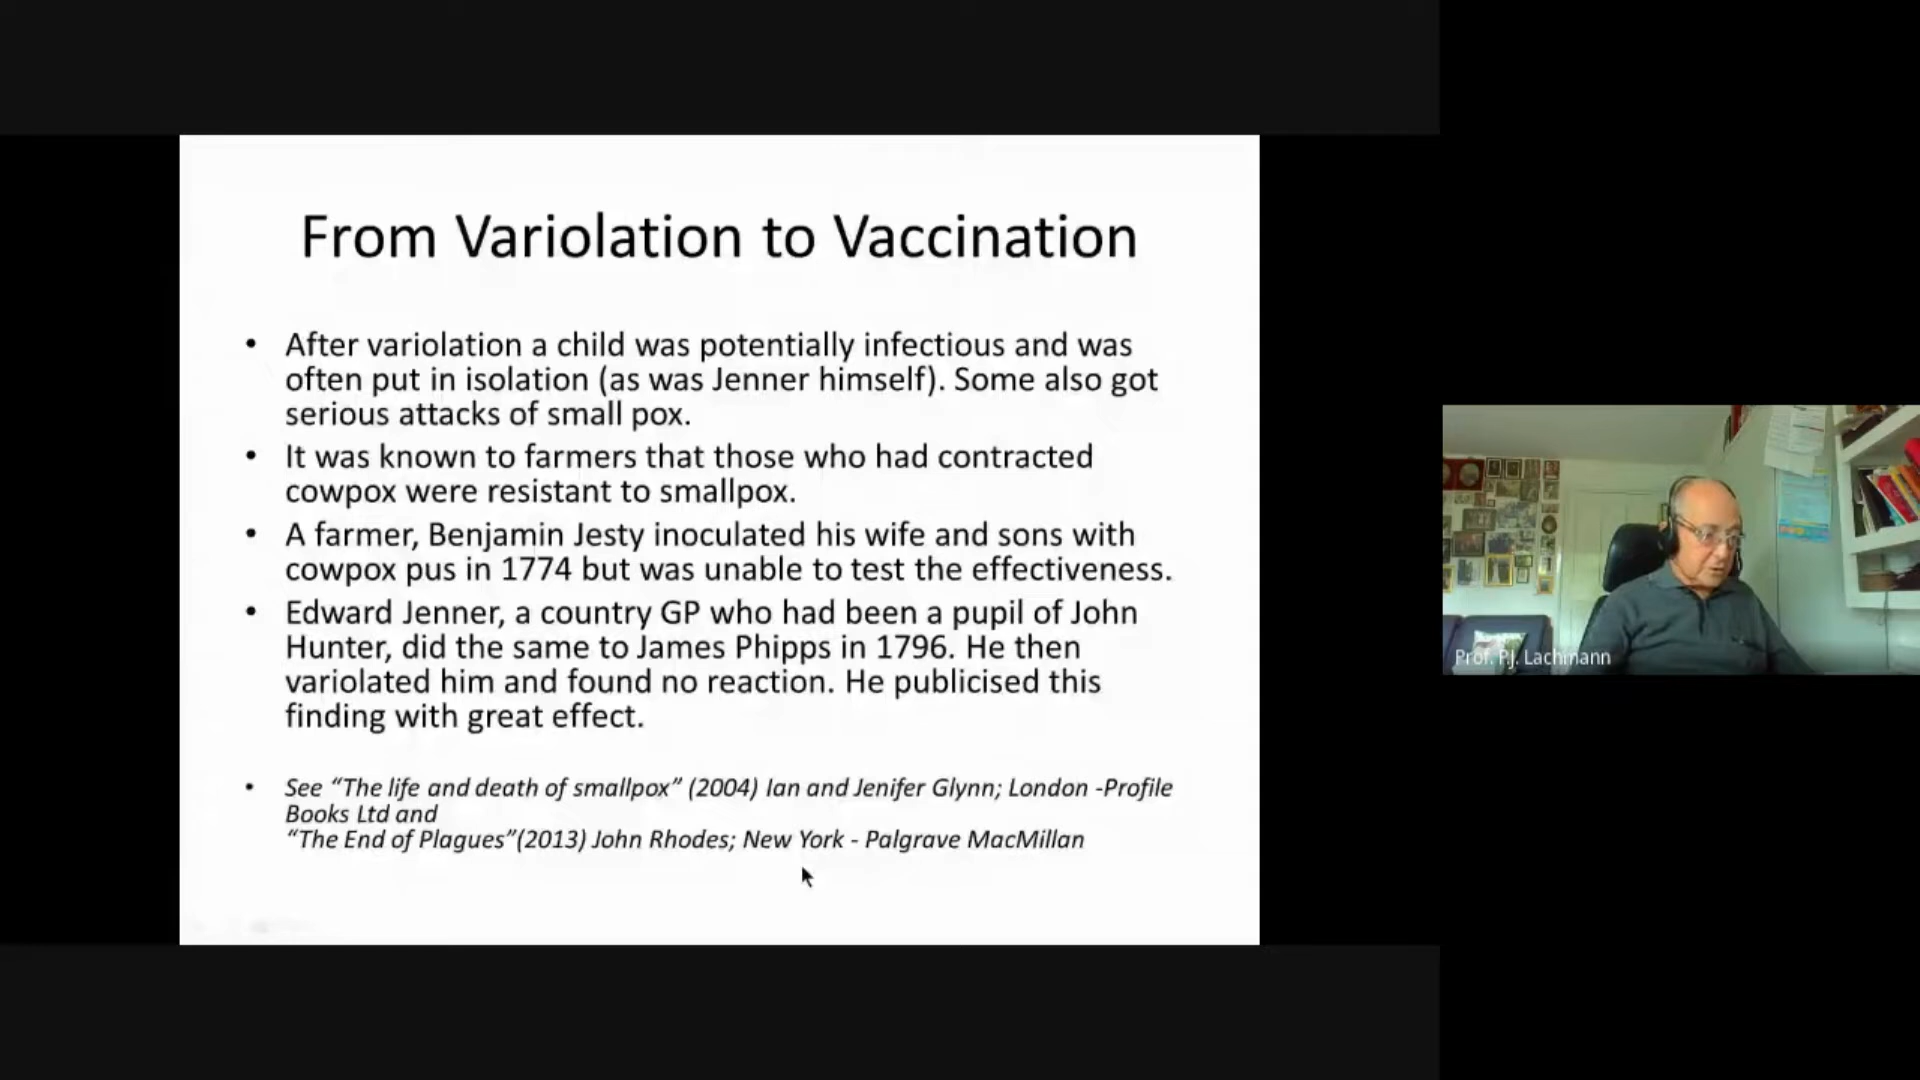 From Variolation to Vaccination
• After variolation a child was potentially infectious and was
often put in isolation (as was Jenner himself). Some also got
serious attacks of small pox.
• It was known to farmers that those who had contracted
cowpox were resistant to smallpox.
• A farmer, Benjamin Jesty inoculated his wife and sons with
cowpox pus in 1774 but was unable to test the effectiveness.
• Edward Jenner, a country GP who had been a pupil of John
Hunter, did the same to James Phipps in 1796. He then
variolated him and found no reaction. He publicised this
finding with great effect.
• See “The life and death of smallpox” (2004) Ian and Jenifer Glynn; London -Profile
Books Ltd and
“The End of Plagues”(2013) John Rhodes; New York - Palgrave MacMillan
Prof. P.J. Lachmann